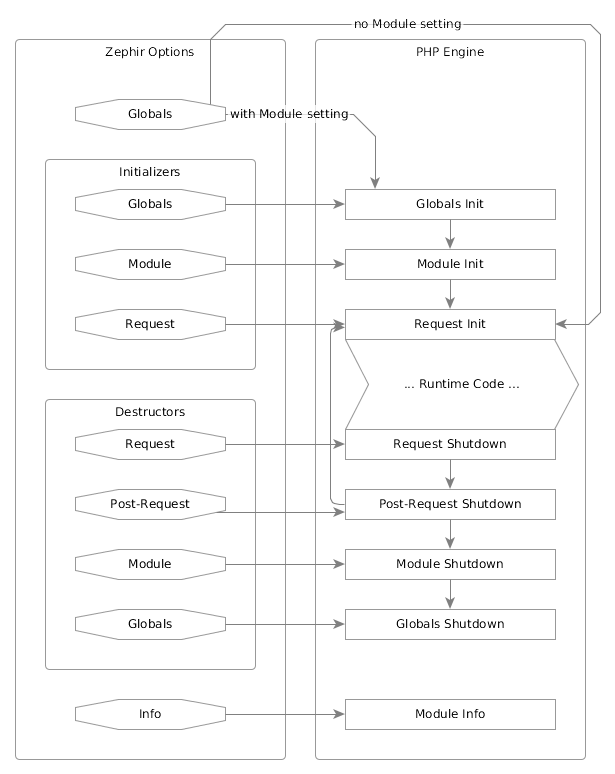 no Module setting
Zephir Options
PHP Engine
Globals
with Module setting
Initializers
Globals
Globals Init
Module
Module Init
Request
Request Init
... Runtime Code ...
Destructors
Request
Request Shutdown
Post-Request
Post-Request Shutdown
Module
Module Shutdown
Globals
Globals Shutdown
Info
Module Info